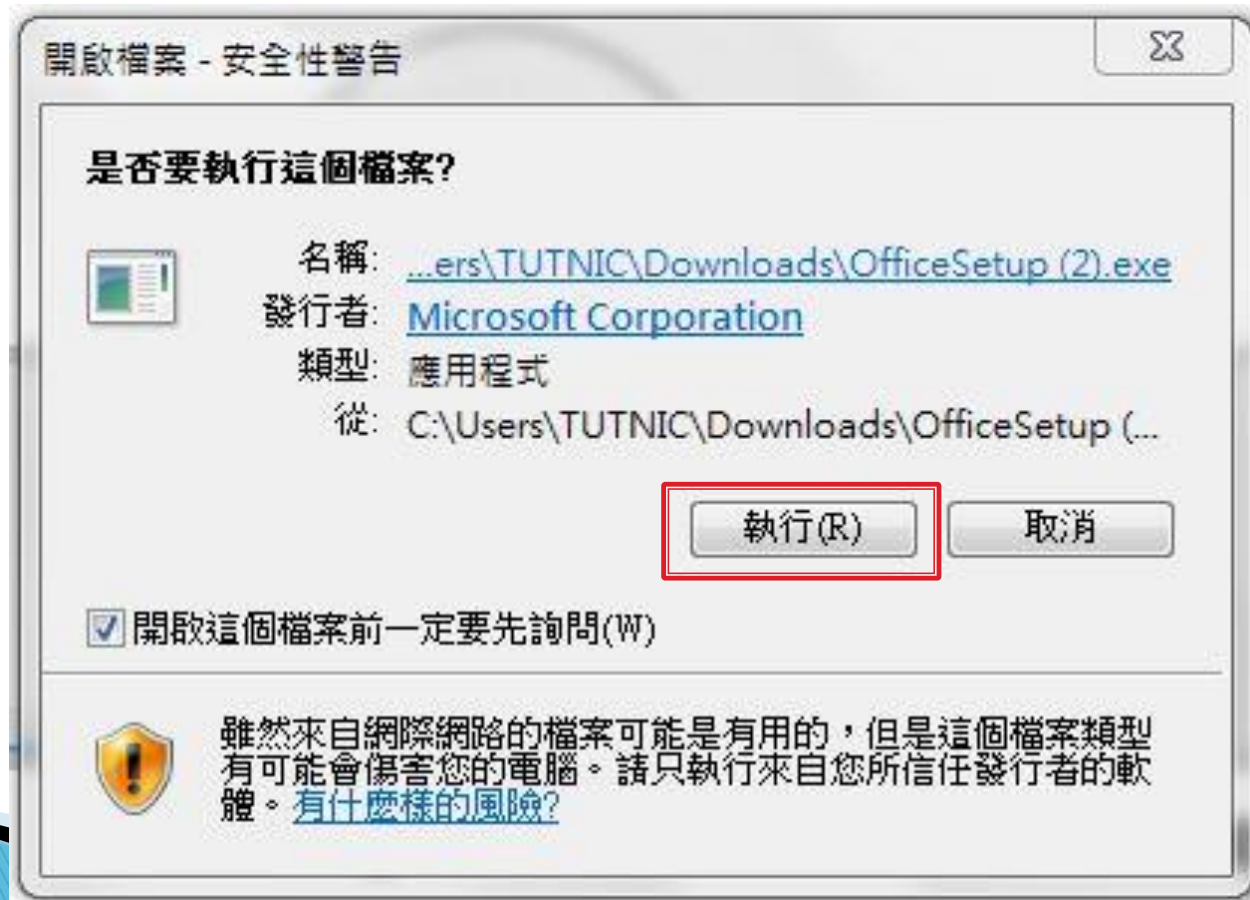 開啟檔案 - 安全性警告
是否要執行這個檔案?
名稱: ...ers\TUTNIC\Downloads\OfficeSetup (2).exe
發行者: Microsoft Corporation
類型: 應用程式
從: C:\Users\TUTNIC\Downloads\OfficeSetup (...
執行(R) 取消
開啟這個檔案前一定要先詢問(W)
雖然來自網際網路的檔案可能是有用的，但是這個檔案類型
有可能會傷害您的電腦。請只執行來自您所信任發行者的軟
體。有什麼樣的風險?